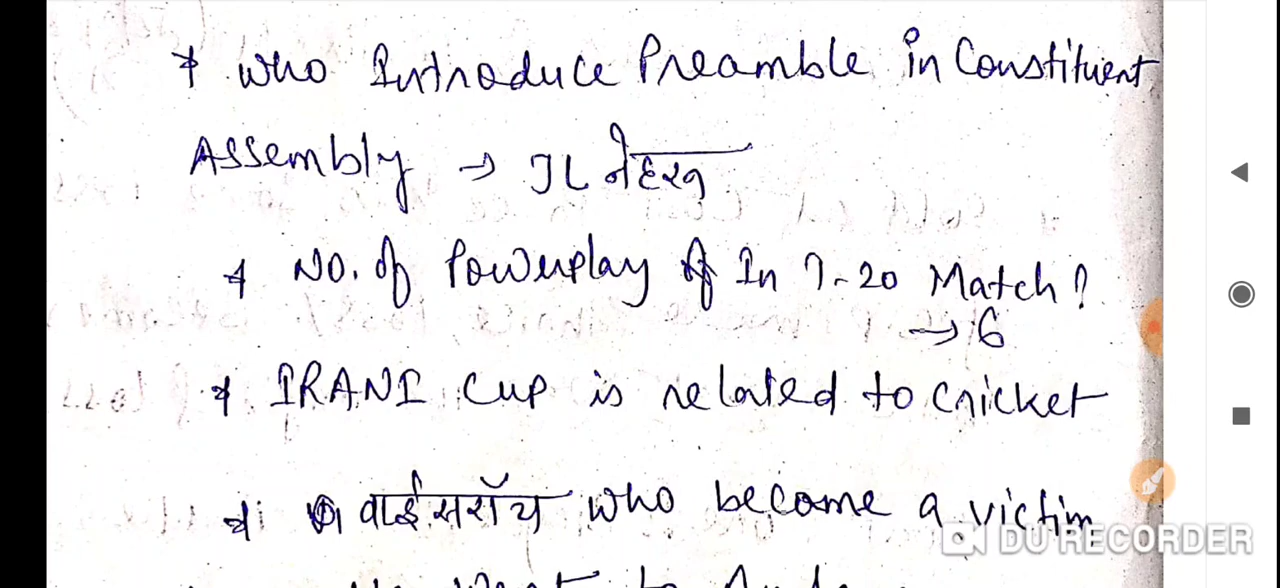 * Who Introduce Preamble in Constituent
Assembly → JL नेहरू
* No. of Powerplay In T-20 Match?
→ 6
* IRANI Cup is related to cricket
* वाईसरॉय who become a victim
DU RECORDER